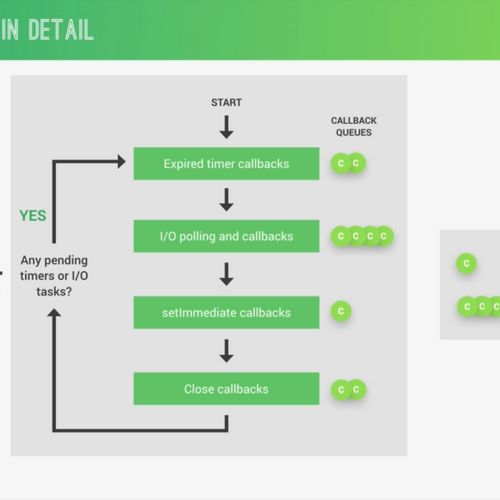 IN DETAIL
START
CALLBACK
QUEUES
Expired timer callbacks
C C
YES
I/O polling and callbacks
C C C C
Any pending
timers or I/O
tasks?
C
setImmediate callbacks
C
C C C
Close callbacks
C C